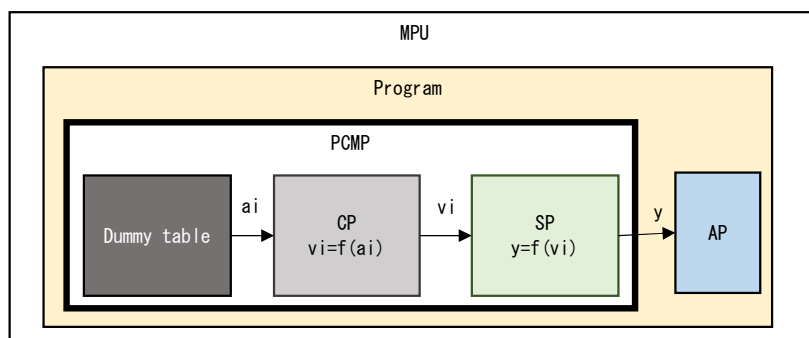 MPU
Program
PCMP
Dummy table
ai
CP
vi=f(ai)
vi
SP
y=f(vi)
y
AP